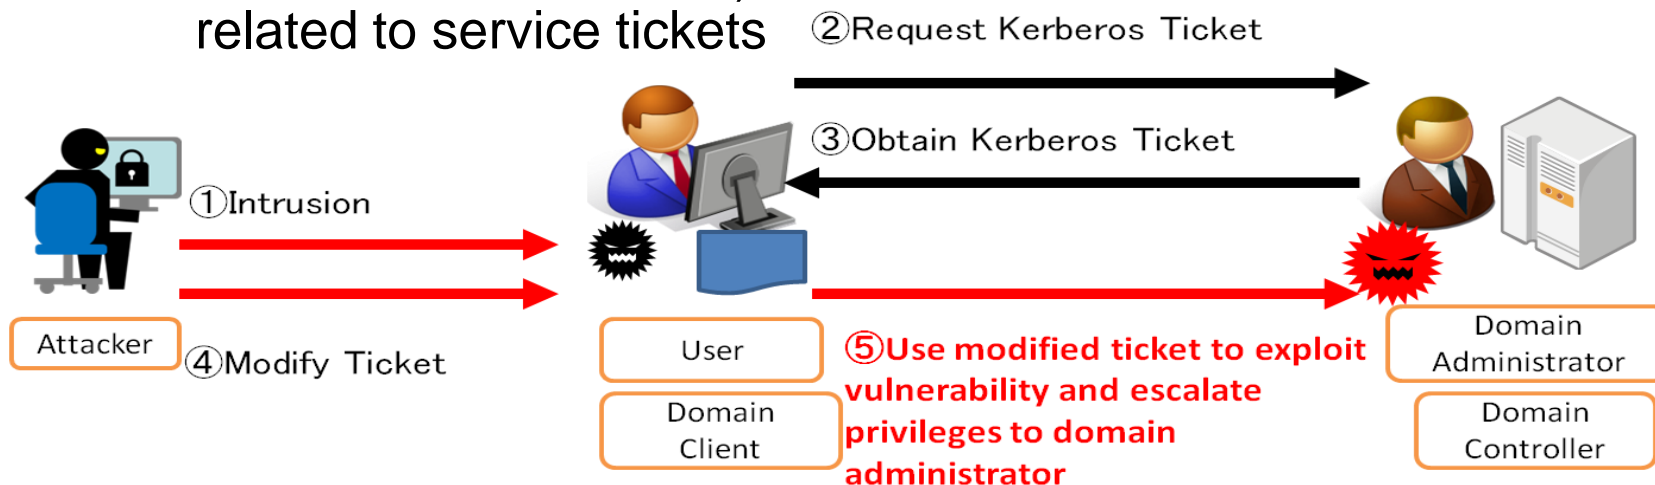 related to service tickets
②Request Kerberos Ticket
③Obtain Kerberos Ticket
①Intrusion
Attacker
④Modify Ticket
User
Domain
Client
⑤Use modified ticket to exploit
vulnerability and escalate
privileges to domain
administrator
Domain
Administrator
Domain
Controller